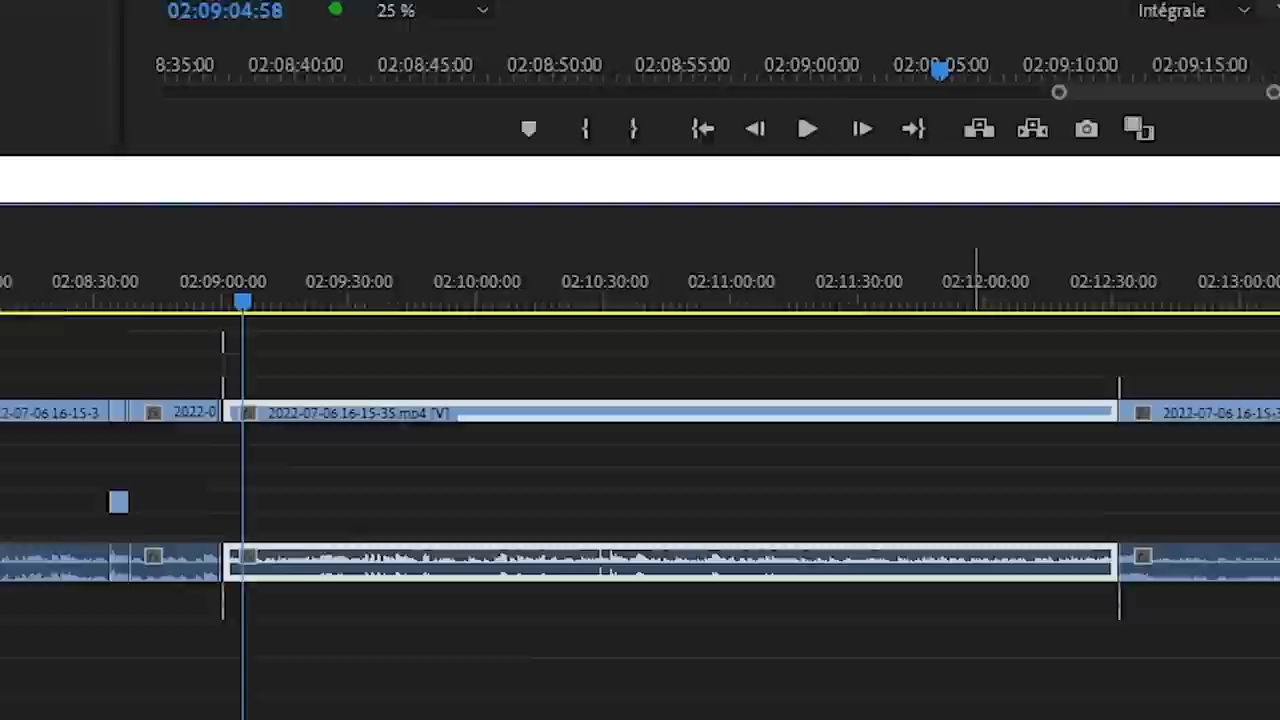 02:09:04:58 25 % Intégrale
8:35:00 02:08:40:00 02:08:45:00 02:08:50:00 02:08:55:00 02:09:00:00 02:09:05:00 02:09:10:00 02:09:15:00
00 02:08:30:00 02:09:00:00 02:09:30:00 02:10:00:00 02:10:30:00 02:11:00:00 02:11:30:00 02:12:00:00 02:12:30:00 02:13:00:00
2-07-06 16-15-3 fx 2022-0 fx 2022-07-06 16-15-35.mp4 [V] fx 2022-07-06 16-15-3
fx fx